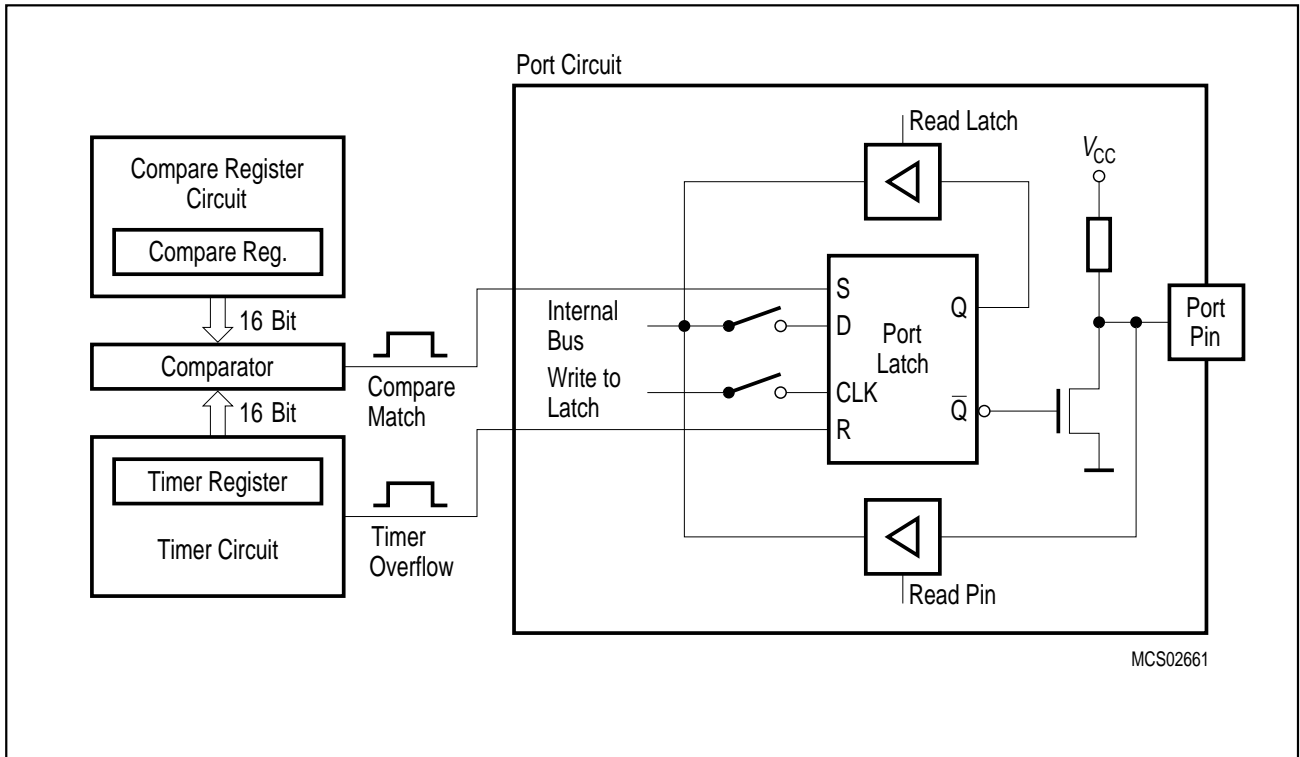 Port Circuit
Read Latch
VCC
Compare Register
Circuit
Compare Reg.
16 Bit
Comparator
16 Bit
Timer Register
Timer Circuit
Compare
Match
Timer
Overflow
Internal
Bus
Write to
Latch
S
D
CLK
R
Port
Latch
Q
Q̅
Port
Pin
Read Pin
MCS02661